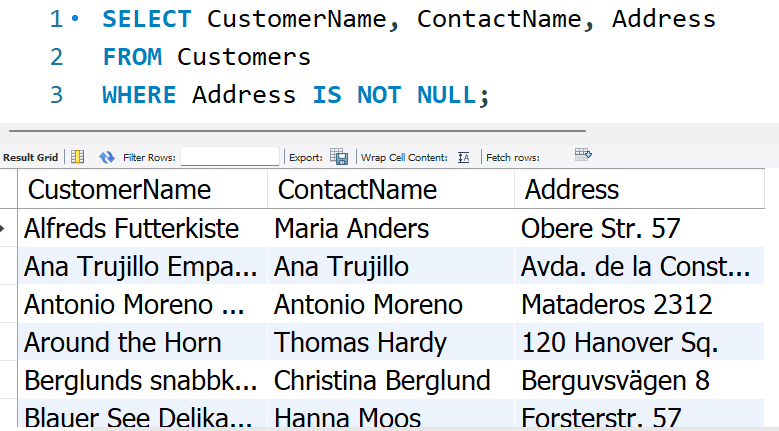 1 SELECT CustomerName, ContactName, Address
2 FROM Customers
3 WHERE Address IS NOT NULL;
Result Grid Filter Rows: Export: Wrap Cell Content: Fetch rows:
CustomerName ContactName Address
Alfreds Futterkiste Maria Anders Obere Str. 57
Ana Trujillo Empa... Ana Trujillo Avda. de la Const...
Antonio Moreno ... Antonio Moreno Mataderos 2312
Around the Horn Thomas Hardy 120 Hanover Sq.
Berglunds snabbk... Christina Berglund Berguvsvägen 8
Blauer See Delika... Hanna Moos Forsterstr. 57